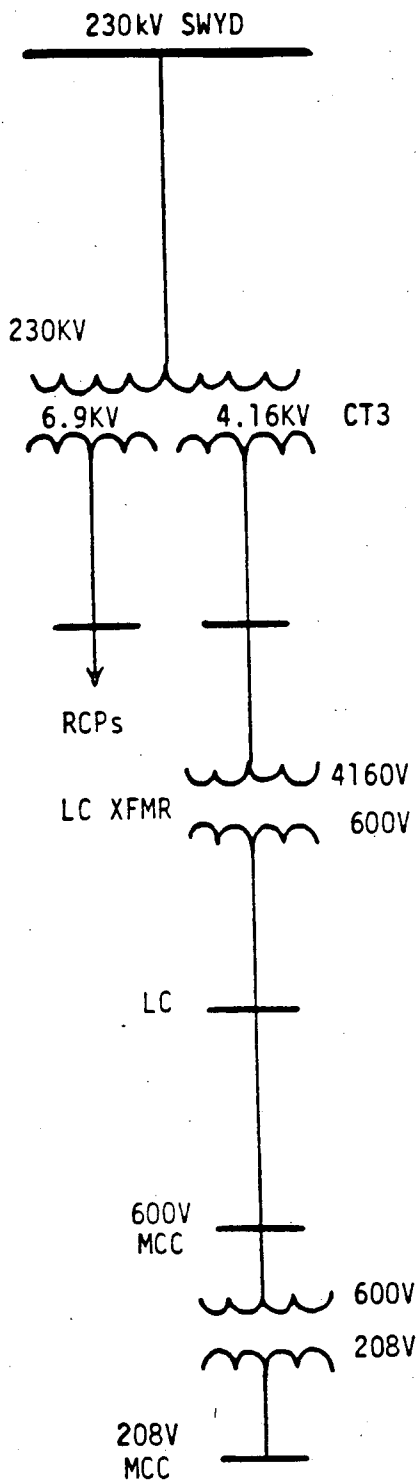 230kV SWYD
230KV
6.9KV 4.16KV CT3
RCPs
4160V
LC XFMR
600V
LC
600V
MCC
600V
208V
208V
MCC